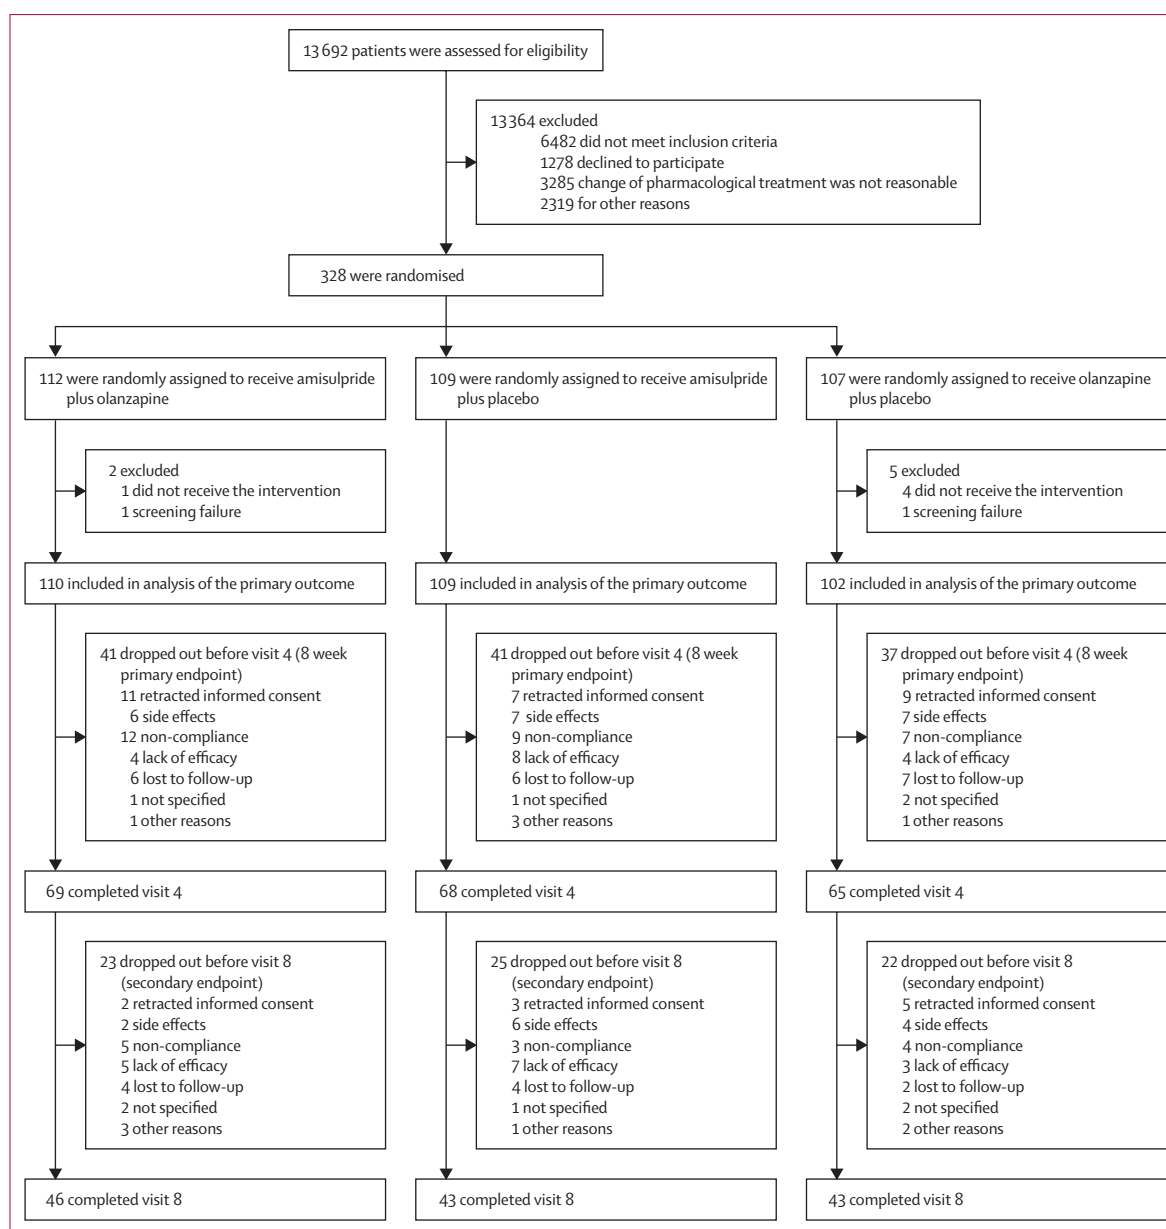 13 692 patients were assessed for eligibility
13 364 excluded
6482 did not meet inclusion criteria
1278 declined to participate
3285 change of pharmacological treatment was not reasonable
2319 for other reasons
328 were randomised
112 were randomly assigned to receive amisulpride
plus olanzapine
109 were randomly assigned to receive amisulpride
plus placebo
107 were randomly assigned to receive olanzapine
plus placebo
2 excluded
1 did not receive the intervention
1 screening failure
5 excluded
4 did not receive the intervention
1 screening failure
110 included in analysis of the primary outcome
109 included in analysis of the primary outcome
102 included in analysis of the primary outcome
41 dropped out before visit 4 (8 week
primary endpoint)
11 retracted informed consent
6 side effects
12 non-compliance
4 lack of efficacy
6 lost to follow-up
1 not specified
1 other reasons
41 dropped out before visit 4 (8 week
primary endpoint)
7 retracted informed consent
7 side effects
9 non-compliance
8 lack of efficacy
6 lost to follow-up
1 not specified
3 other reasons
37 dropped out before visit 4 (8 week
primary endpoint)
9 retracted informed consent
7 side effects
7 non-compliance
4 lack of efficacy
7 lost to follow-up
2 not specified
1 other reasons
69 completed visit 4
68 completed visit 4
65 completed visit 4
23 dropped out before visit 8
(secondary endpoint)
2 retracted informed consent
2 side effects
5 non-compliance
5 lack of efficacy
4 lost to follow-up
2 not specified
3 other reasons
25 dropped out before visit 8
(secondary endpoint)
3 retracted informed consent
6 side effects
3 non-compliance
7 lack of efficacy
4 lost to follow-up
1 not specified
1 other reasons
22 dropped out before visit 8
(secondary endpoint)
5 retracted informed consent
4 side effects
4 non-compliance
3 lack of efficacy
2 lost to follow-up
2 not specified
2 other reasons
46 completed visit 8
43 completed visit 8
43 completed visit 8